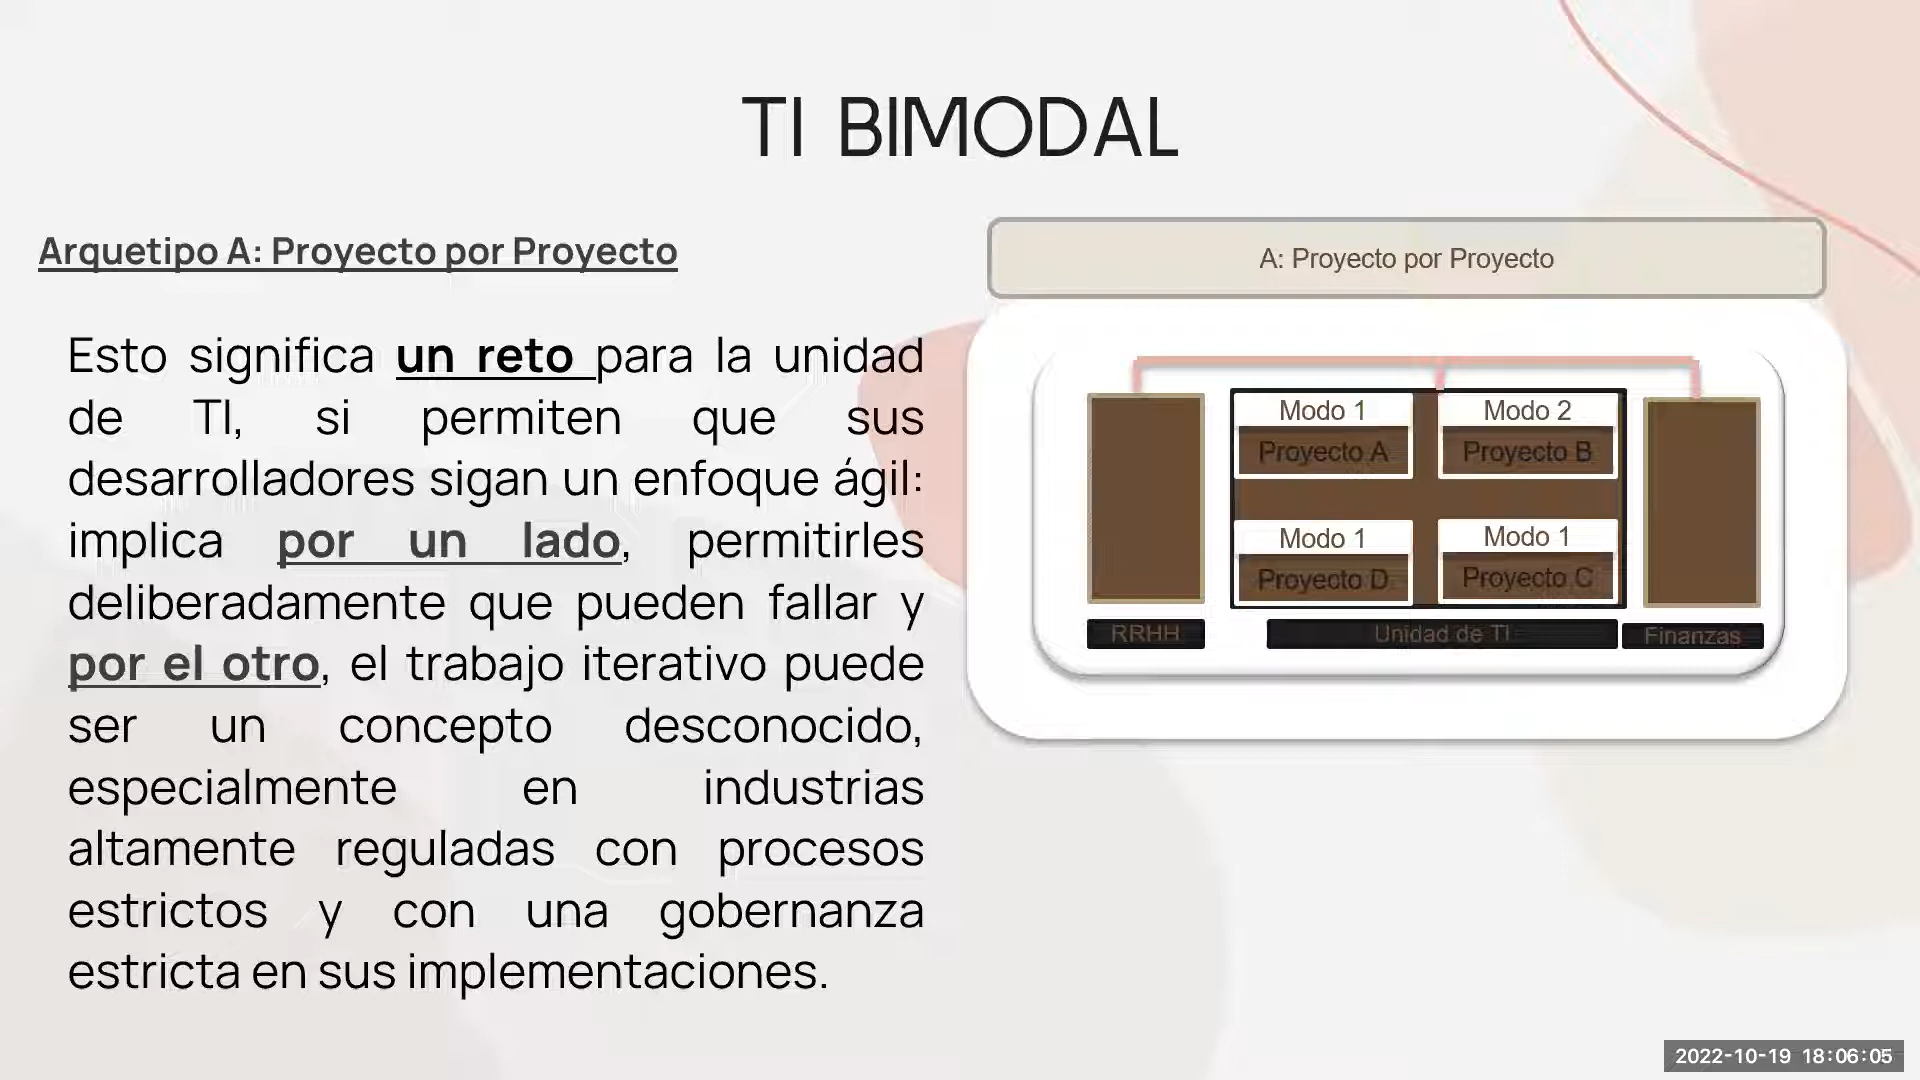 TI BIMODAL
Arquetipo A: Proyecto por Proyecto
Esto significa un reto para la unidad
de TI, si permiten que sus
desarrolladores sigan un enfoque ágil:
implica por un lado, permitirles
deliberadamente que pueden fallar y
por el otro, el trabajo iterativo puede
ser un concepto desconocido,
especialmente en industrias
altamente reguladas con procesos
estrictos y con una gobernanza
estricta en sus implementaciones.
A: Proyecto por Proyecto
Modo 1
Proyecto A
Modo 2
Proyecto B
Modo 1
Proyecto D
Modo 1
Proyecto C
RRHH
Unidad de TI
Finanzas
2022-10-19 18:06:05